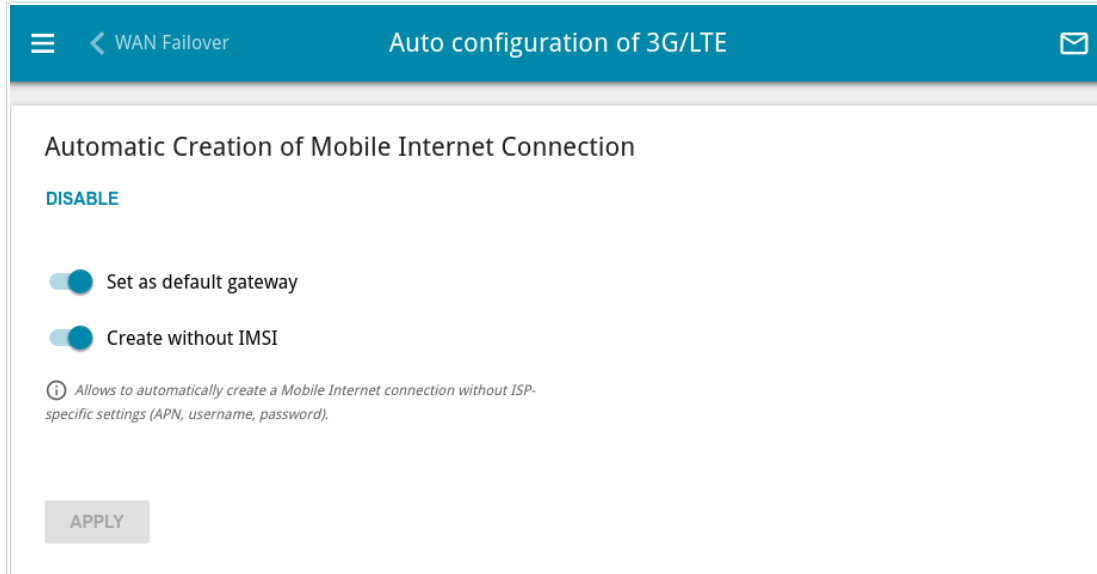 WAN Failover
Auto configuration of 3G/LTE
Automatic Creation of Mobile Internet Connection
DISABLE
Set as default gateway
Create without IMSI
Allows to automatically create a Mobile Internet connection without ISP-
specific settings (APN, username, password).
APPLY